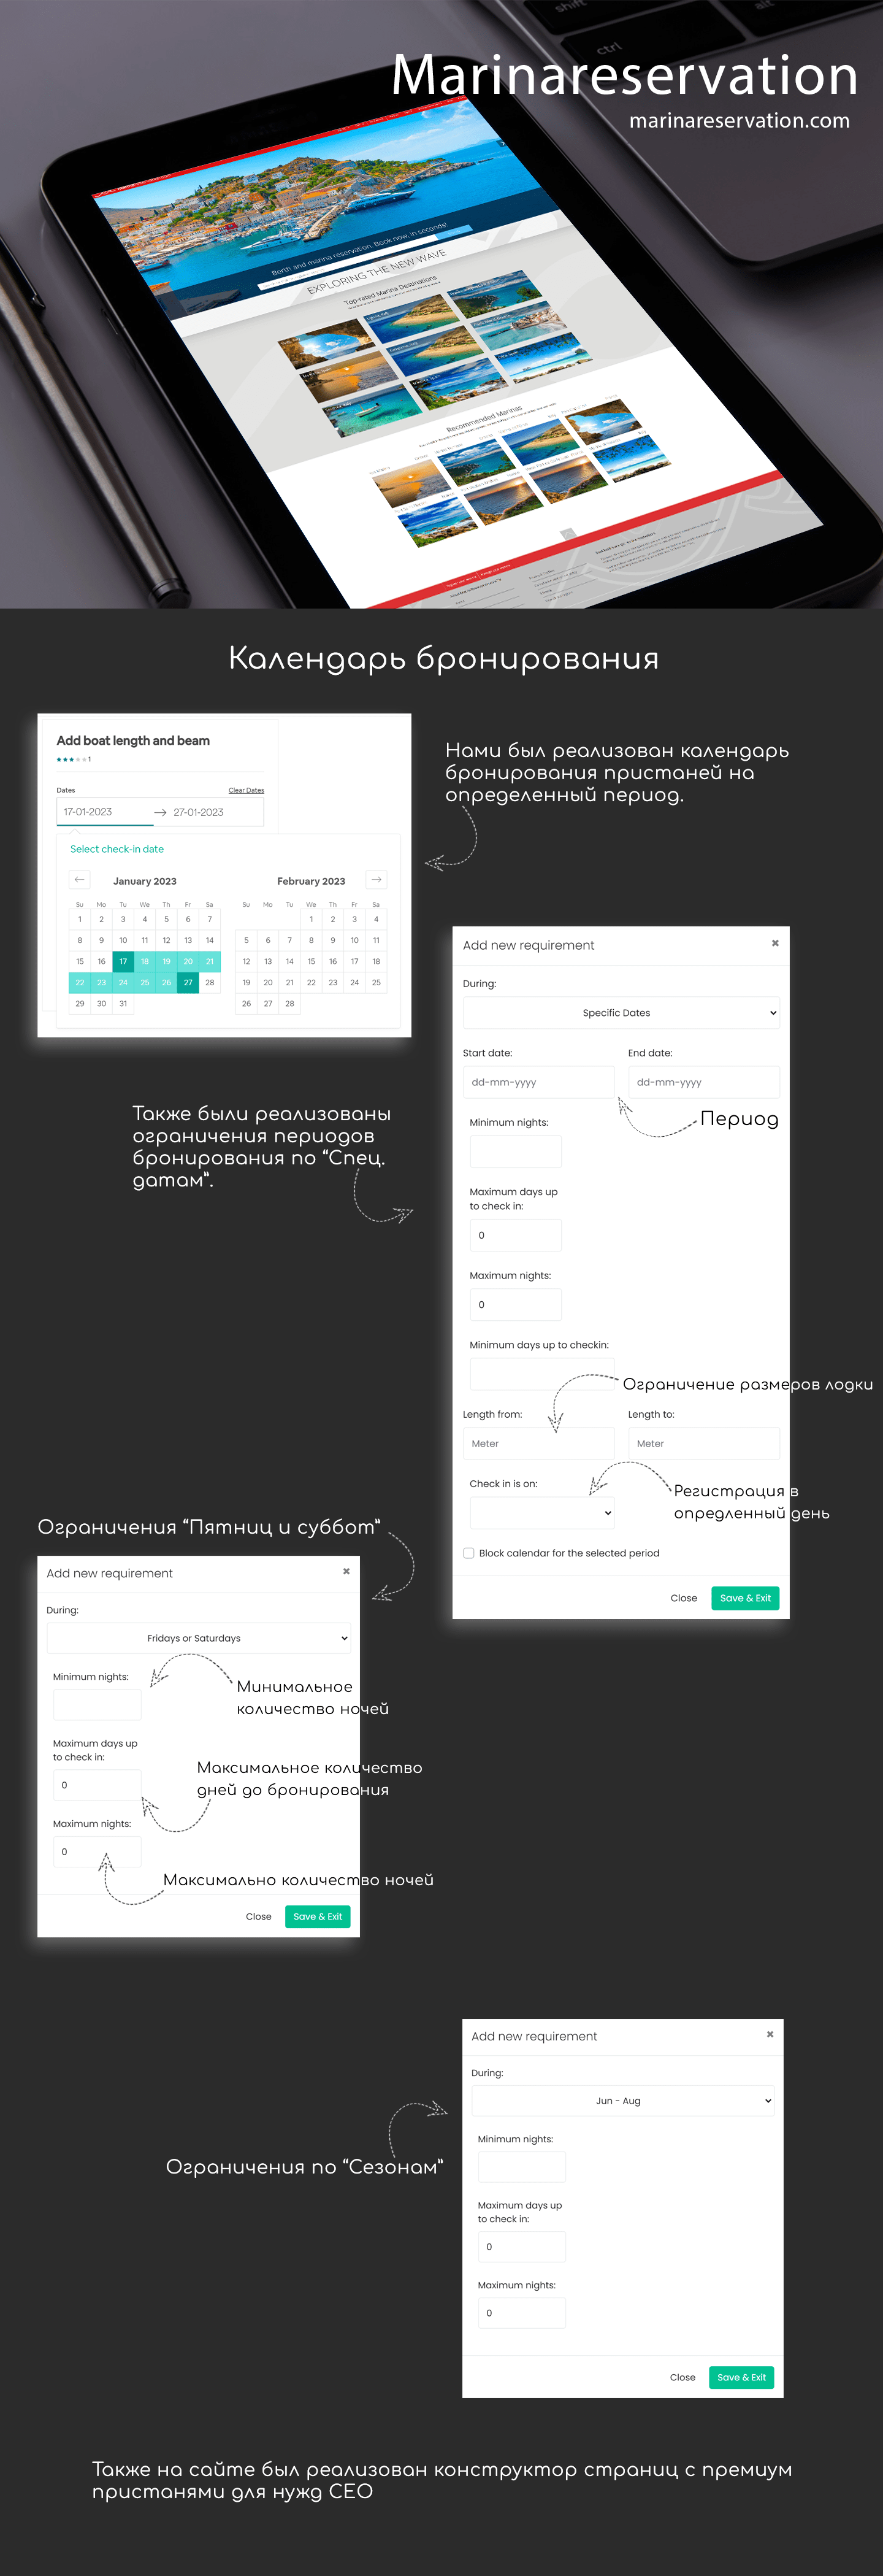 shift
ctrl
Marinareservation
marinareservation.com
Berth and marina reservation. Book now, in seconds!
EXPLORING THE NEW WAVE
Top-rated Marina Destinations
Recommended Marinas
Календарь бронирования
Add boat length and beam
1
Dates
Clear Dates
17-01-2023
27-01-2023
Select check-in date
January 2023
February 2023
Su Mo Tu We Th Fr Sa
1 2 3 4 5 6 7
8 9 10 11 12 13 14
15 16 17 18 19 20 21
22 23 24 25 26 27 28
29 30 31
Su Mo Tu We Th Fr Sa
1 2 3 4
5 6 7 8 9 10 11
12 13 14 15 16 17 18
19 20 21 22 23 24 25
26 27 28
Нами был реализован календарь
бронирования пристаней на
определенный период.
Add new requirement
×
During:
Specific Dates
Start date:
End date:
dd-mm-yyyy
dd-mm-yyyy
Период
Minimum nights:
Maximum days up
to check in:
0
Maximum nights:
0
Minimum days up to checkin:
Ограничение размеров лодки
Length from:
Length to:
Meter
Meter
Check in is on:
Регистрация в
опредленный день
Block calendar for the selected period
Close
Save & Exit
Также были реализованы
ограничения периодов
бронирования по “Спец.
датам”.
Ограничения “Пятниц и суббот”
Add new requirement
×
During:
Fridays or Saturdays
Minimum nights:
Минимальное
количество ночей
Maximum days up
to check in:
0
Максимальное количество
дней до бронирования
Maximum nights:
0
Максимально количество ночей
Close
Save & Exit
Add new requirement
×
During:
Jun - Aug
Minimum nights:
Maximum days up
to check in:
0
Maximum nights:
0
Close
Save & Exit
Ограничения по “Сезонам”
Также на сайте был реализован конструктор страниц с премиум
пристанями для нужд СЕО